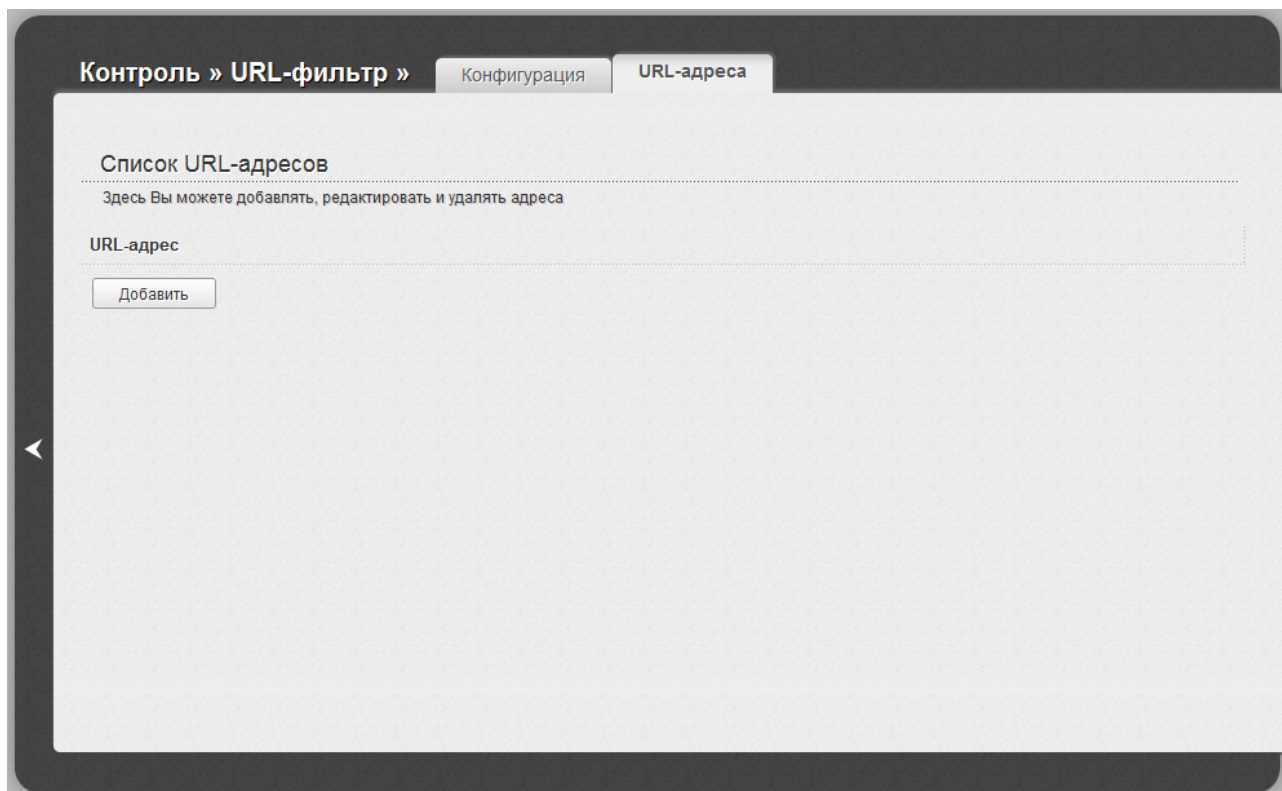 Контроль » URL-фильтр » Конфигурация URL-адреса
Список URL-адресов
Здесь Вы можете добавлять, редактировать и удалять адреса
URL-адрес
Добавить